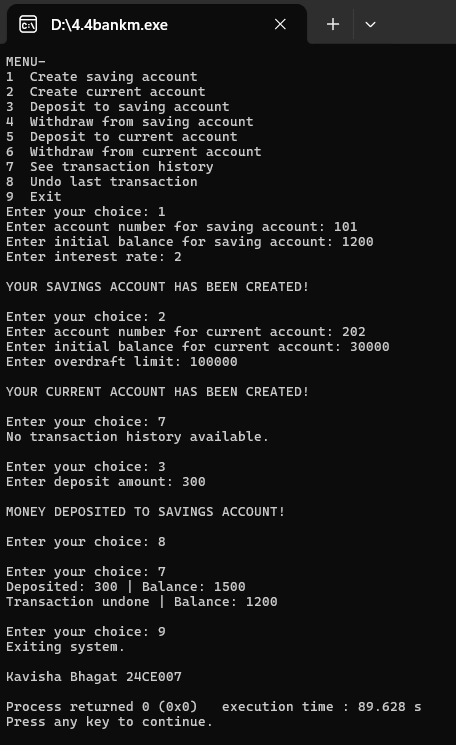 D:\4.4bankm.exe
MENU-
1  Create saving account
2  Create current account
3  Deposit to saving account
4  Withdraw from saving account
5  Deposit to current account
6  Withdraw from current account
7  See transaction history
8  Undo last transaction
9  Exit
Enter your choice: 1
Enter account number for saving account: 101
Enter initial balance for saving account: 1200
Enter interest rate: 2
YOUR SAVINGS ACCOUNT HAS BEEN CREATED!
Enter your choice: 2
Enter account number for current account: 202
Enter initial balance for current account: 30000
Enter overdraft limit: 100000
YOUR CURRENT ACCOUNT HAS BEEN CREATED!
Enter your choice: 7
No transaction history available.
Enter your choice: 3
Enter deposit amount: 300
MONEY DEPOSITED TO SAVINGS ACCOUNT!
Enter your choice: 8
Enter your choice: 7
Deposited: 300 | Balance: 1500
Transaction undone | Balance: 1200
Enter your choice: 9
Exiting system.
Kavisha Bhagat 24CE007
Process returned 0 (0x0)   execution time : 89.628 s
Press any key to continue.